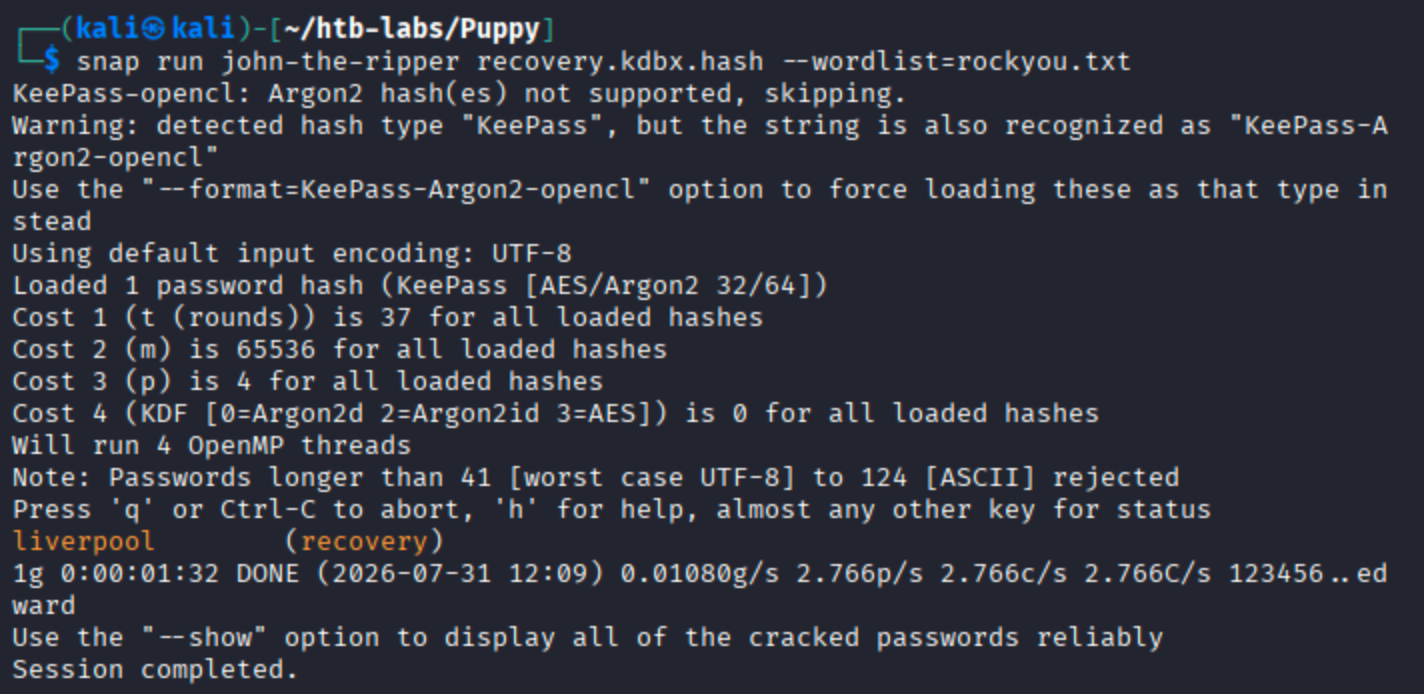 ┌──(kali㉿kali)-[~/htb-labs/Puppy]
└─$ snap run john-the-ripper recovery.kdbx.hash --wordlist=rockyou.txt
KeePass-opencl: Argon2 hash(es) not supported, skipping.
Warning: detected hash type "KeePass", but the string is also recognized as "KeePass-A
rgon2-opencl"
Use the "--format=KeePass-Argon2-opencl" option to force loading these as that type in
stead
Using default input encoding: UTF-8
Loaded 1 password hash (KeePass [AES/Argon2 32/64])
Cost 1 (t (rounds)) is 37 for all loaded hashes
Cost 2 (m) is 65536 for all loaded hashes
Cost 3 (p) is 4 for all loaded hashes
Cost 4 (KDF [0=Argon2d 2=Argon2id 3=AES]) is 0 for all loaded hashes
Will run 4 OpenMP threads
Note: Passwords longer than 41 [worst case UTF-8] to 124 [ASCII] rejected
Press 'q' or Ctrl-C to abort, 'h' for help, almost any other key for status
liverpool        (recovery)
1g 0:00:01:32 DONE (2026-07-31 12:09) 0.01080g/s 2.766p/s 2.766c/s 2.766C/s 123456..ed
ward
Use the "--show" option to display all of the cracked passwords reliably
Session completed.